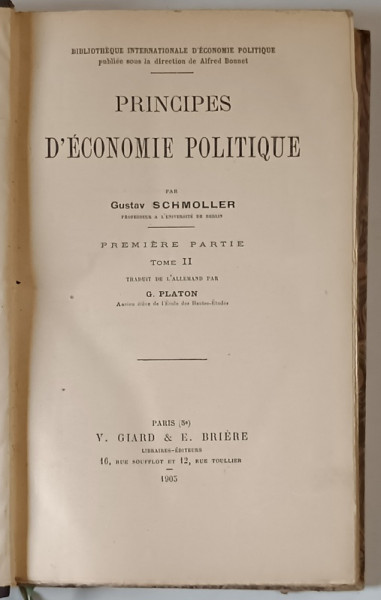 BIBLIOTHÈQUE INTERNATIONALE D'ÉCONOMIE POLITIQUE
publiée sous la direction de Alfred Bonnet
PRINCIPES
D'ÉCONOMIE POLITIQUE
PAR
Gustav SCHMOLLER
PROFESSEUR A L'UNIVERSITÉ DE BERLIN
PREMIÈRE PARTIE
TOME II
TRADUIT DE L'ALLEMAND PAR
G. PLATON
Ancien élève de l'École des Hautes-Études
PARIS (5e)
V. GIARD & E. BRIÈRE
LIBRAIRES-ÉDITEURS
16, RUE SOUFFLOT ET 12, RUE TOULLIER
1905